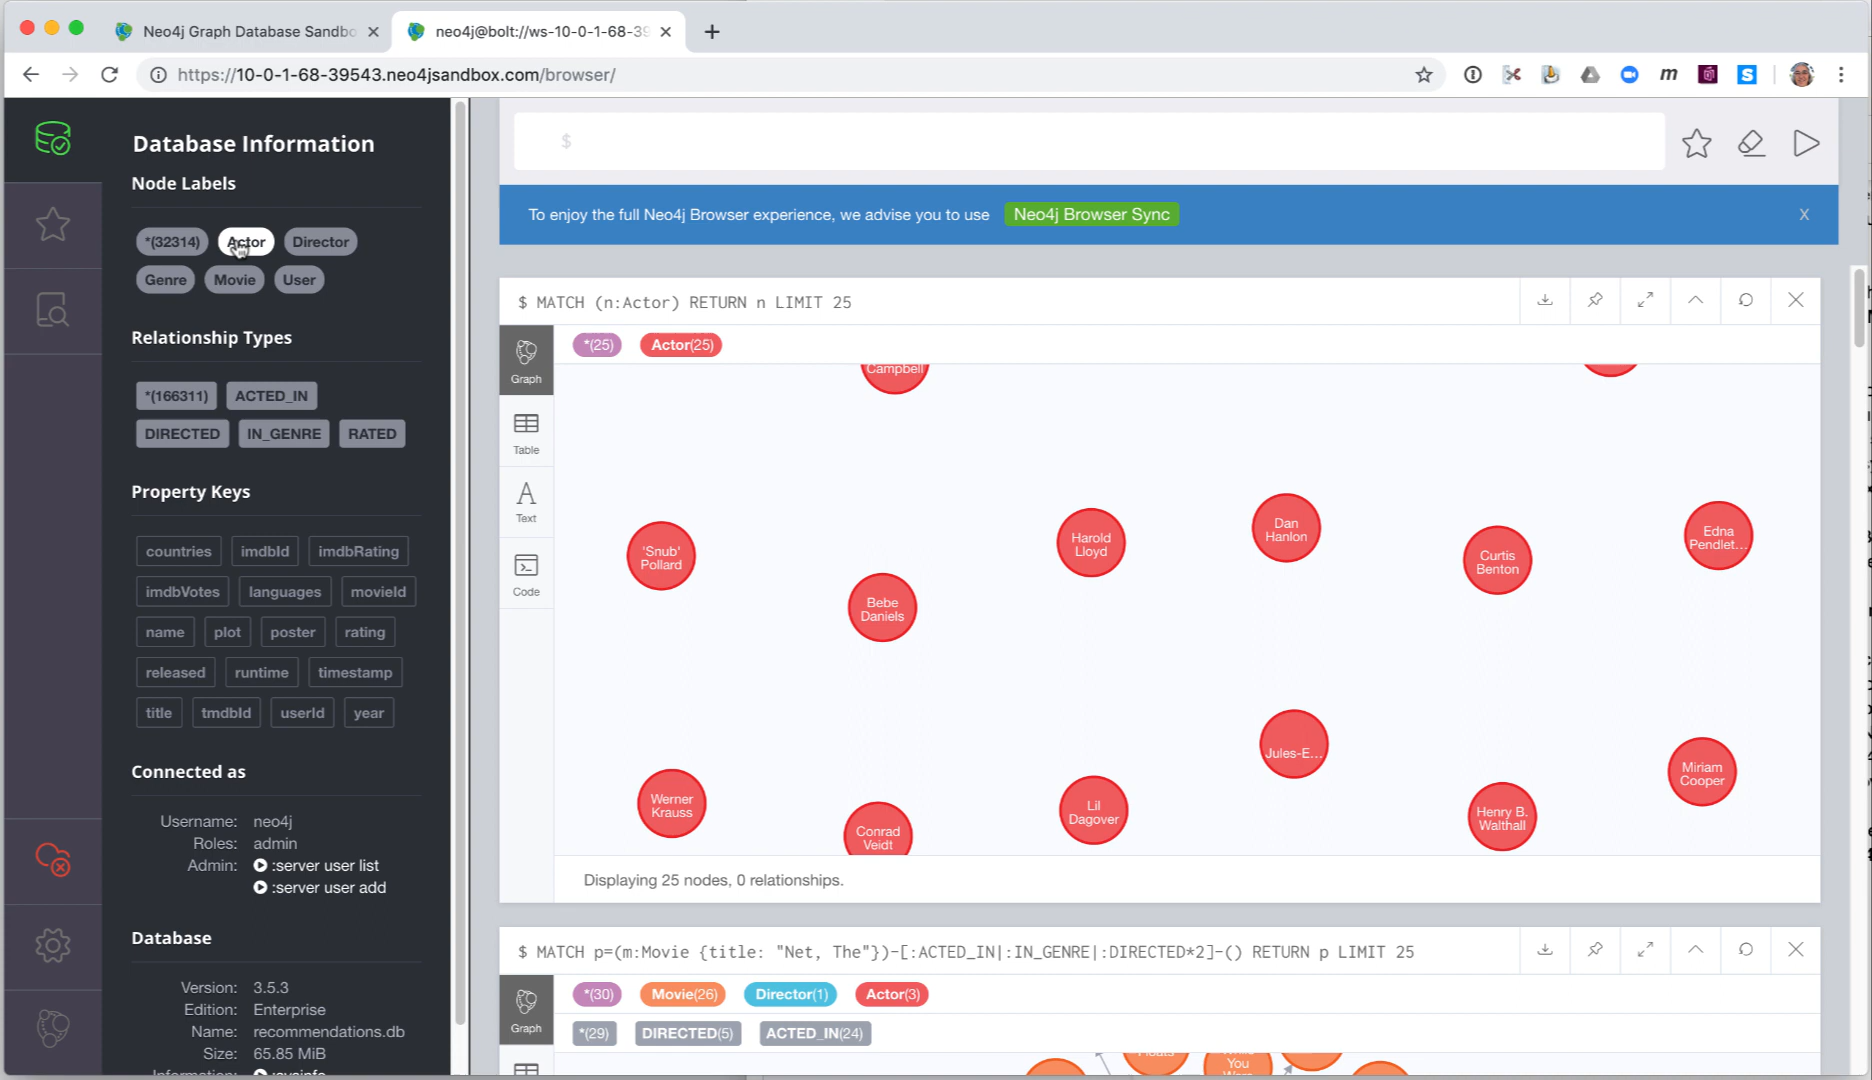 Neo4j Graph Database Sandbo
neo4j@bolt://ws-10-0-1-68-39
https://10-0-1-68-39543.neo4jsandbox.com/browser/
Database Information
Node Labels
*(32314) Actor Director
Genre Movie User
Relationship Types
*(166311) ACTED_IN
DIRECTED IN_GENRE RATED
Property Keys
countries imdbId imdbRating
imdbVotes languages movieId
name plot poster rating
released runtime timestamp
title tmdbId userId year
Connected as
Username: neo4j
Roles: admin
Admin: :server user list
:server user add
Database
Version: 3.5.3
Edition: Enterprise
Name: recommendations.db
Size: 65.85 MiB
$
To enjoy the full Neo4j Browser experience, we advise you to use Neo4j Browser Sync X
$ MATCH (n:Actor) RETURN n LIMIT 25
*(25) Actor(25)
Graph
Table
Text
Code
Campbell
'Snub'
Pollard
Bebe
Daniels
Harold
Lloyd
Dan
Hanlon
Curtis
Benton
Edna
Pendlet...
Werner
Krauss
Conrad
Veidt
Lil
Dagover
Jules-E...
Henry B.
Walthall
Miriam
Cooper
Displaying 25 nodes, 0 relationships.
$ MATCH p=(m:Movie {title: "Net, The"})-[:ACTED_IN|:IN_GENRE|:DIRECTED*2]-() RETURN p LIMIT 25
Graph
*(30) Movie(26) Director(1) Actor(3)
*(29) DIRECTED(5) ACTED_IN(24)
You